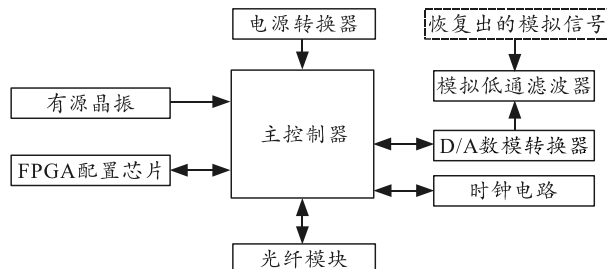 电源转换器
恢复出的模拟信号
有源晶振
主控制器
模拟低通滤波器
D/A数模转换器
FPGA配置芯片
时钟电路
光纤模块